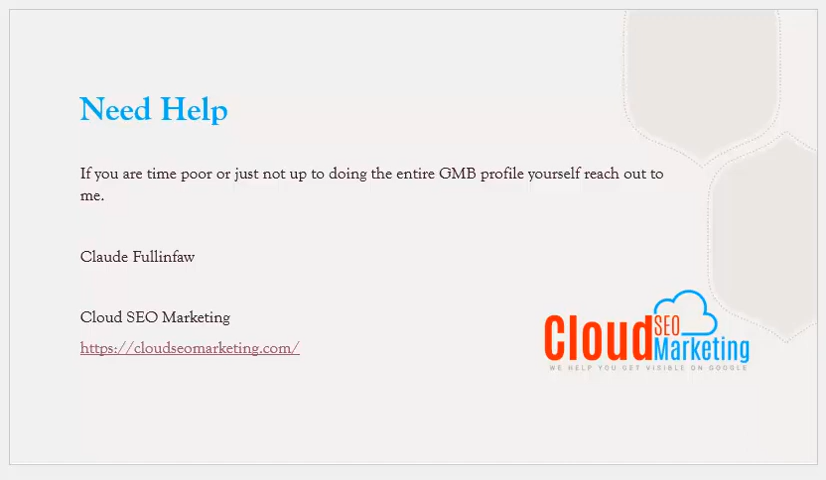 Need Help
If you are time poor or just not up to doing the entire GMB profile yourself reach out to
me.
Claude Fullinfaw
Cloud SEO Marketing
https://cloudseomarketing.com/
Cloud SEO
Marketing
WE HELP YOU GET VISIBLE ON GOOGLE